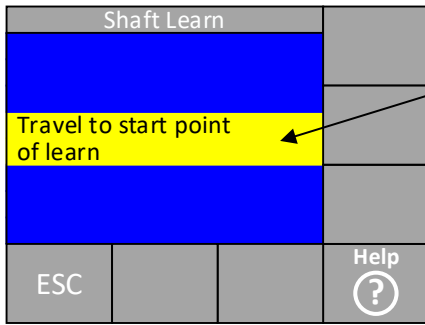 Shaft Learn
Travel to start point
of learn
ESC
Help
?